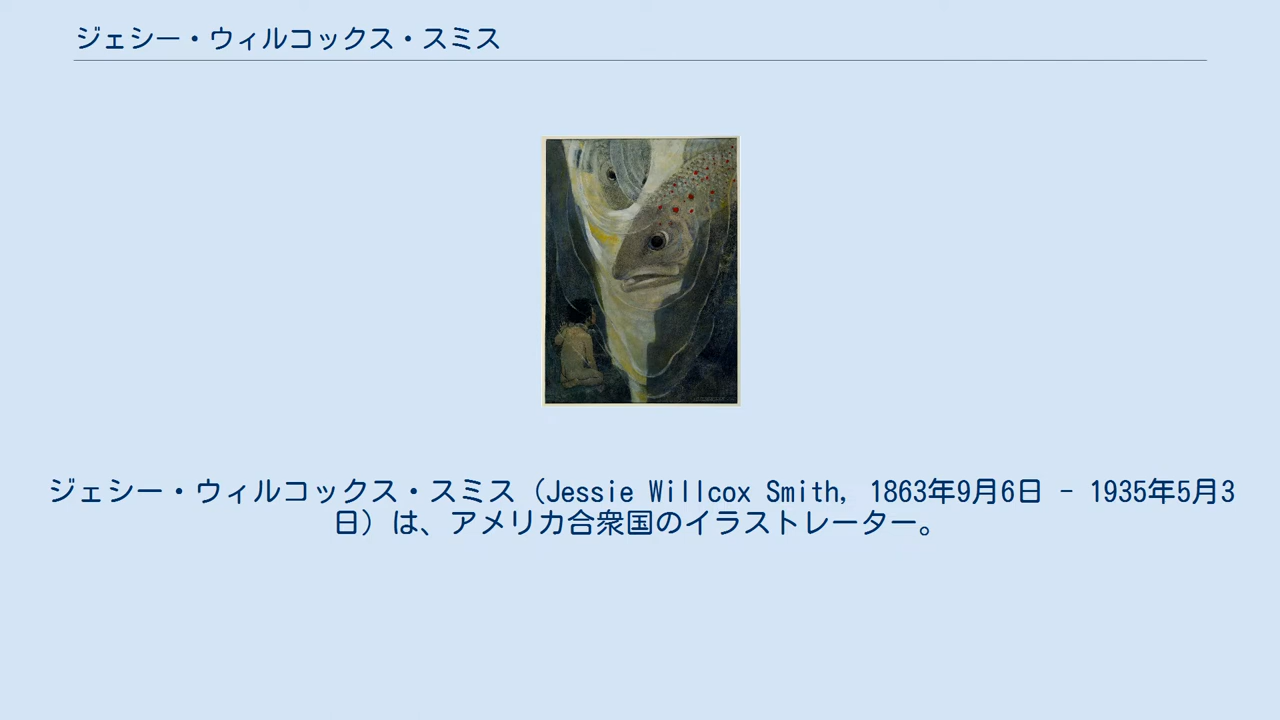 ジェシー・ウィルコックス・スミス
ジェシー・ウィルコックス・スミス（Jessie Willcox Smith, 1863年9月6日 - 1935年5月3
日）は、アメリカ合衆国のイラストレーター。